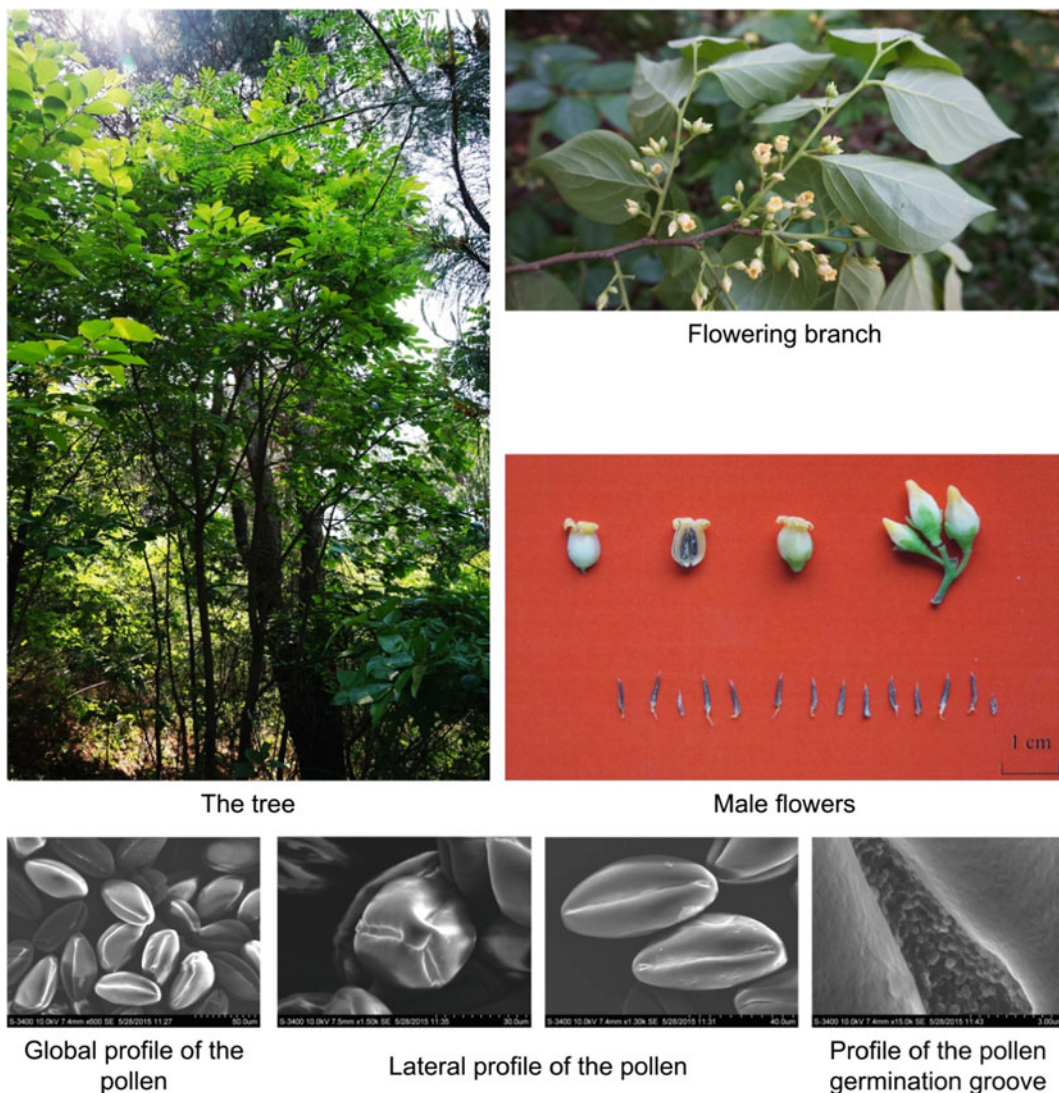 Flowering branch
1 cm
The tree
Male flowers
S-3400 10.0kV 7.4mm x600 SE 5/28/2015 11:27 50.0um
S-3400 10.0kV 7.5mm x1.50k SE 5/28/2015 11:35 30.0um
S-3400 10.0kV 7.4mm x1.30k SE 5/28/2015 11:31 40.0um
S-3400 10.0kV 7.4mm x15.0k SE 5/28/2015 11:43 3.00um
Global profile of the
pollen
Lateral profile of the pollen
Profile of the pollen
germination groove